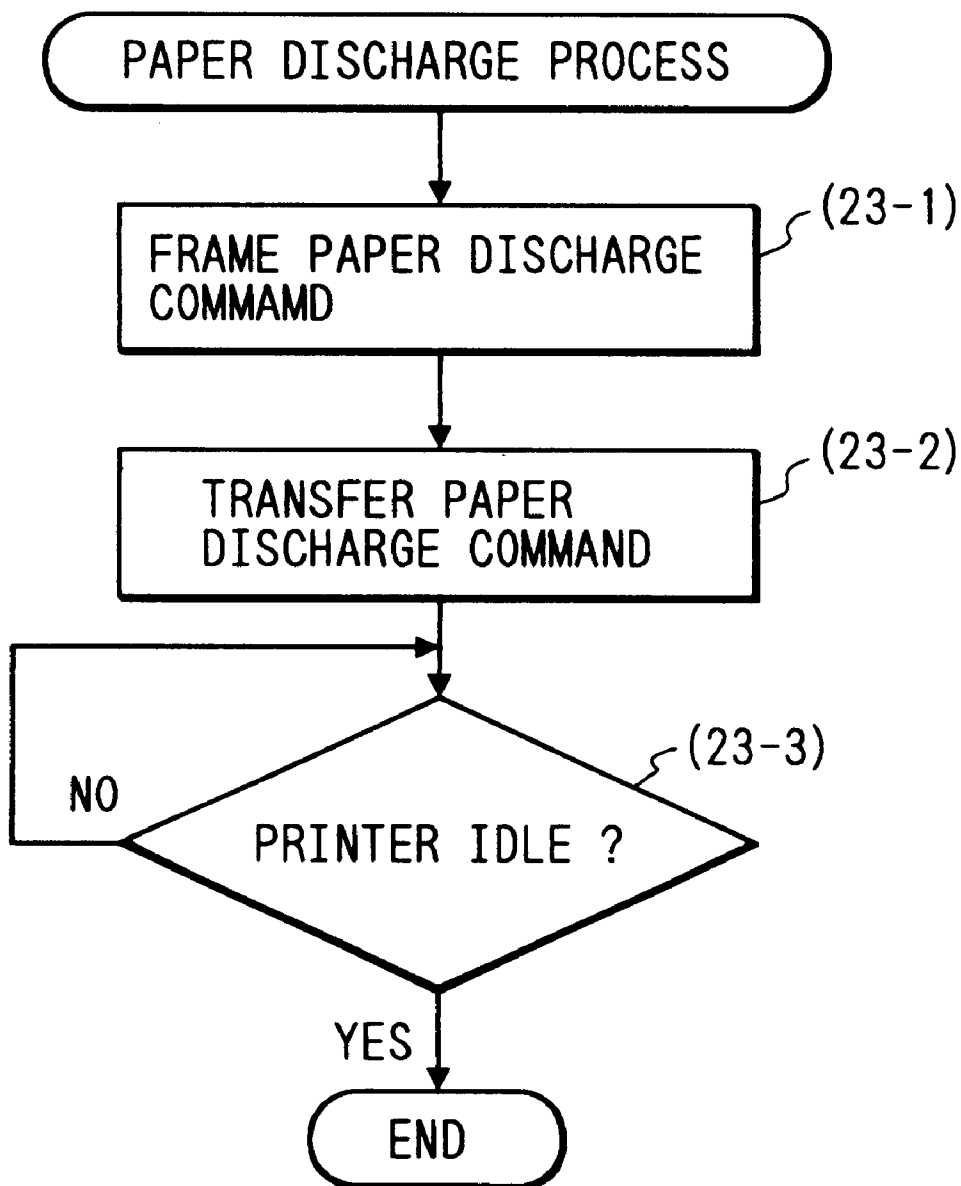 PAPER DISCHARGE PROCESS
(23-1)
FRAME PAPER DISCHARGE
COMMAMD
(23-2)
TRANSFER PAPER
DISCHARGE COMMAND
(23-3)
NO
PRINTER IDLE ?
YES
END